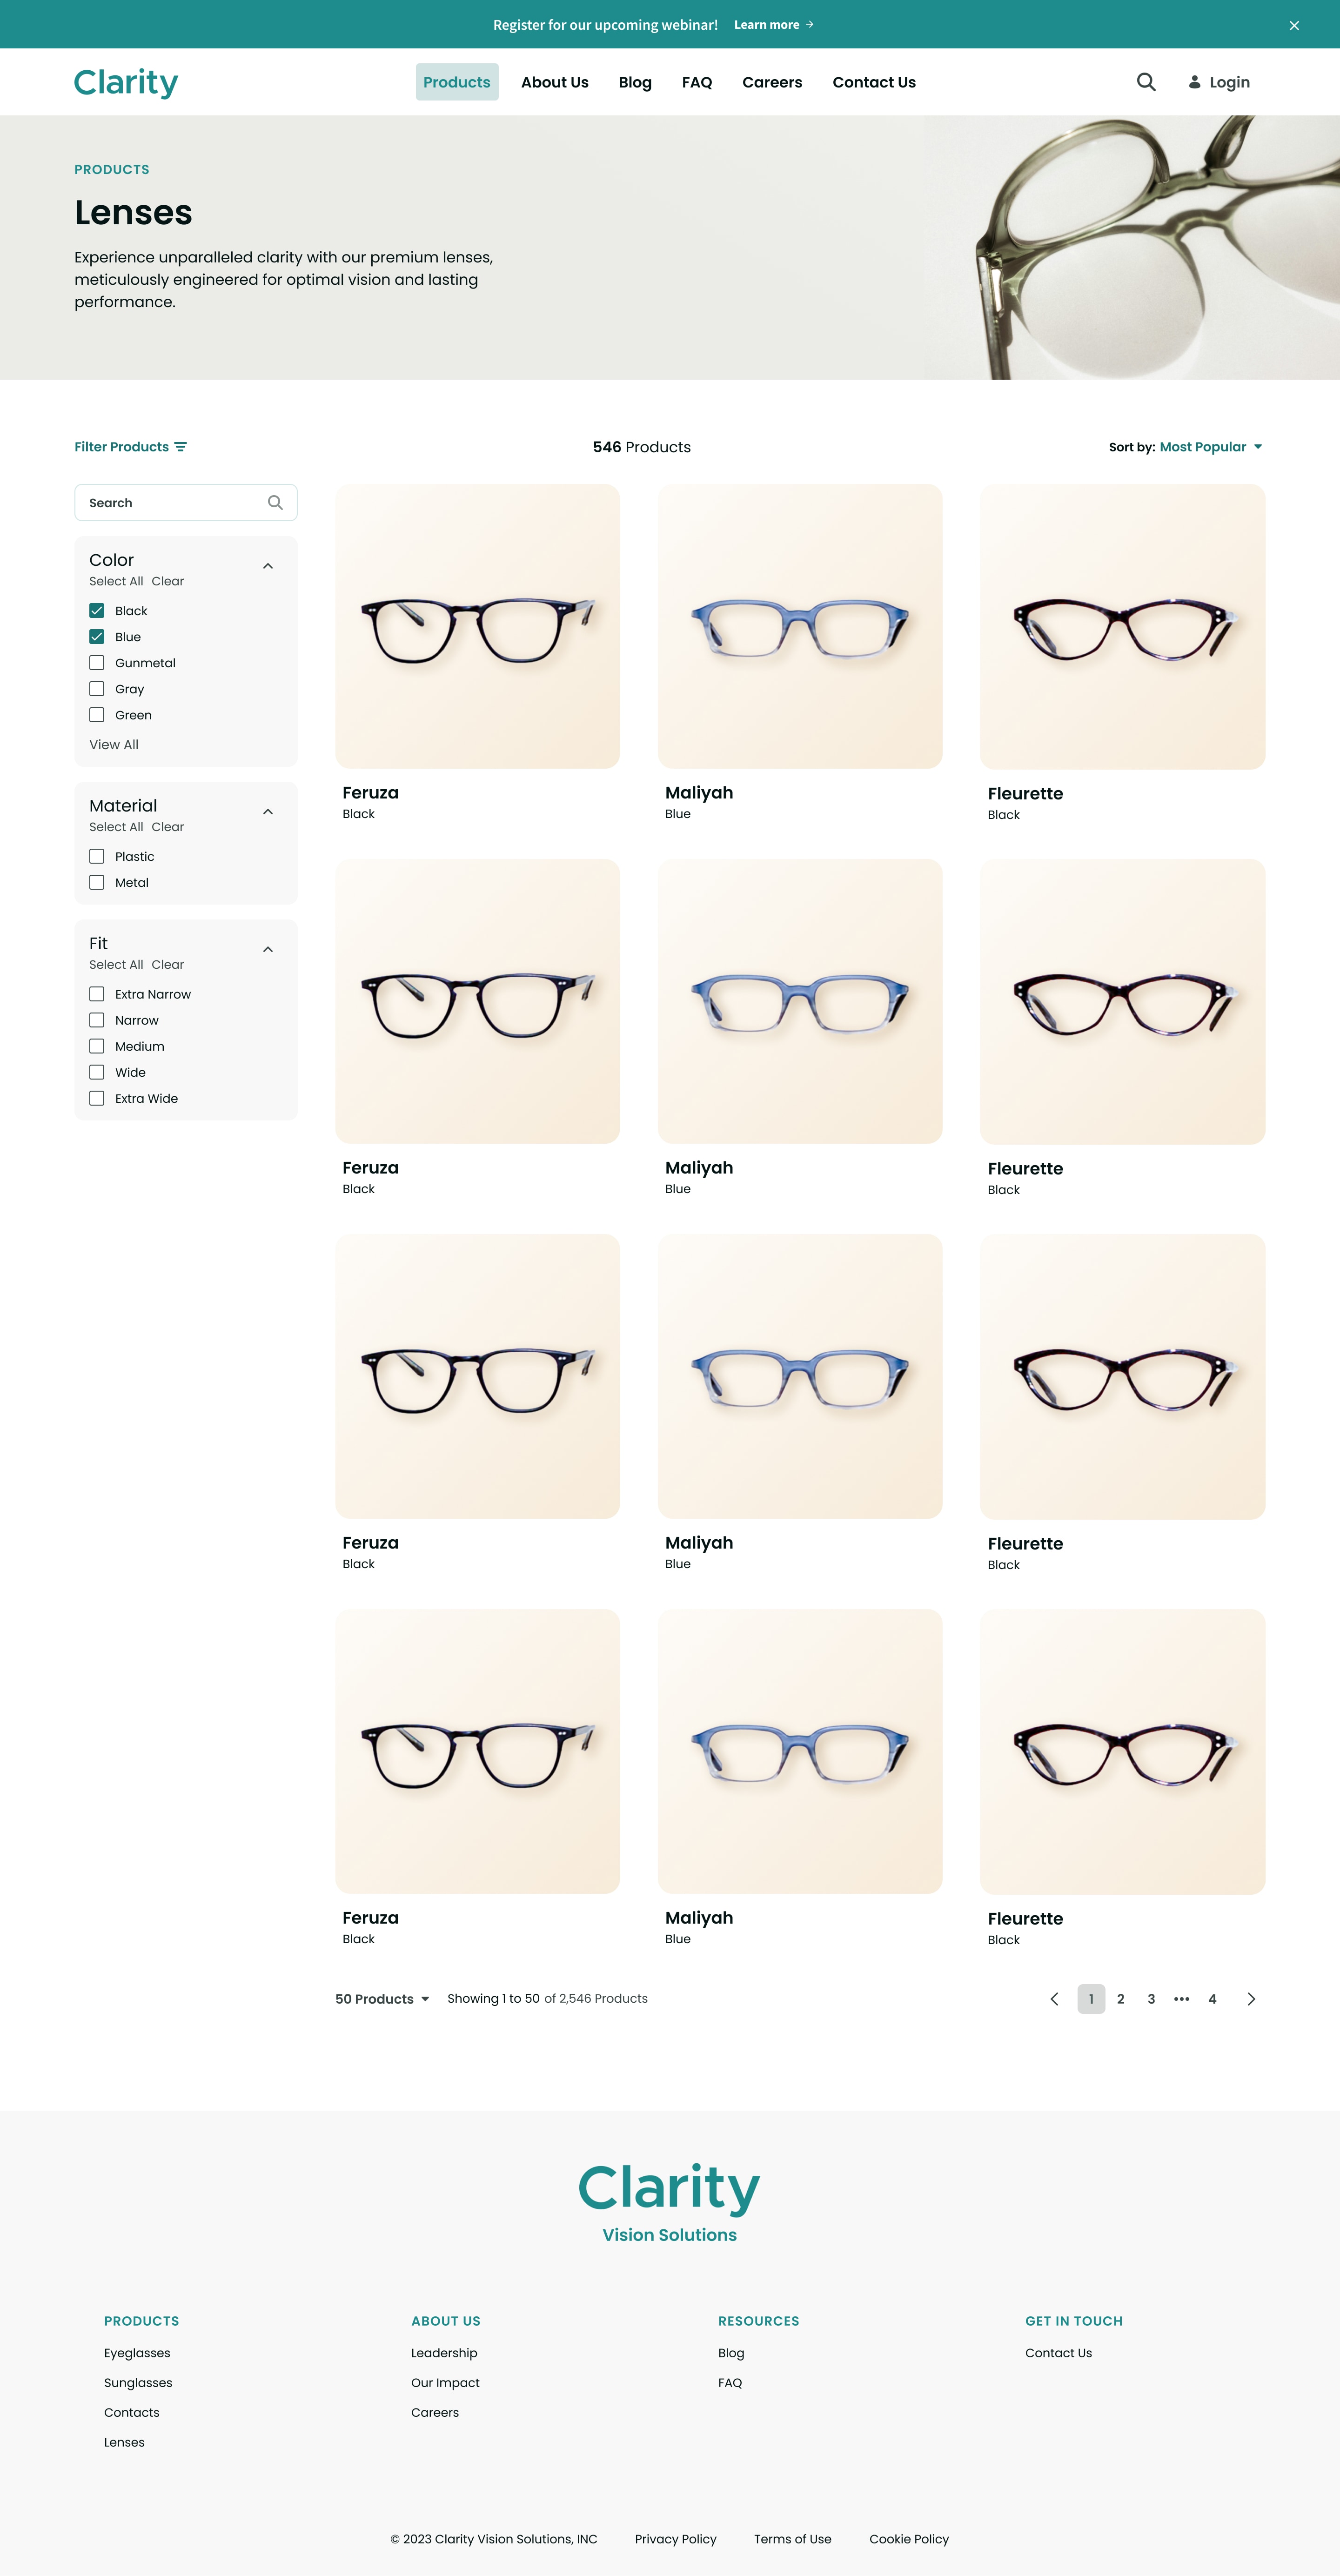 Register for our upcoming webinar! Learn more
Clarity
Products About Us Blog FAQ Careers Contact Us
Login
PRODUCTS
Lenses
Experience unparalleled clarity with our premium lenses,
meticulously engineered for optimal vision and lasting
performance.
Filter Products
546 Products
Sort by: Most Popular
Search
Color
Select All Clear
Black
Blue
Gunmetal
Gray
Green
View All
Material
Select All Clear
Plastic
Metal
Fit
Select All Clear
Extra Narrow
Narrow
Medium
Wide
Extra Wide
Feruza
Black
Maliyah
Blue
Fleurette
Black
Feruza
Black
Maliyah
Blue
Fleurette
Black
Feruza
Black
Maliyah
Blue
Fleurette
Black
Feruza
Black
Maliyah
Blue
Fleurette
Black
50 Products Showing 1 to 50 of 2,546 Products
1 2 3 ••• 4
Clarity
Vision Solutions
PRODUCTS
Eyeglasses
Sunglasses
Contacts
Lenses
ABOUT US
Leadership
Our Impact
Careers
RESOURCES
Blog
FAQ
GET IN TOUCH
Contact Us
© 2023 Clarity Vision Solutions, INC Privacy Policy Terms of Use Cookie Policy